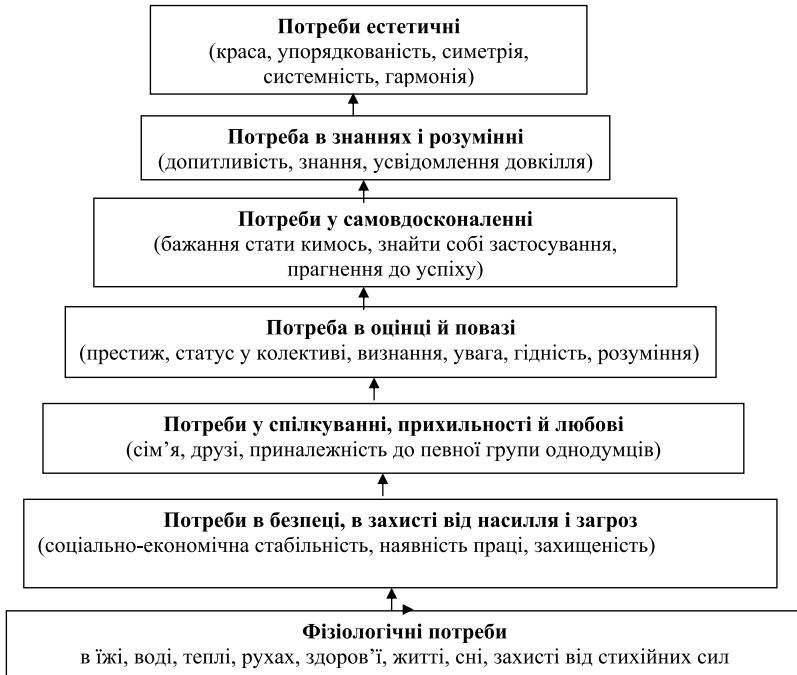 Потреби естетичні
(краса, упорядкованість, симетрія,
системність, гармонія)
Потреба в знаннях і розумінні
(допитливість, знання, усвідомлення довкілля)
Потреби у самовдосконаленні
(бажання стати кимось, знайти собі застосування,
прагнення до успіху)
Потреба в оцінці й повазі
(престиж, статус у колективі, визнання, увага, гідність, розуміння)
Потреби у спілкуванні, прихильності й любові
(сім’я, друзі, приналежність до певної групи однодумців)
Потреби в безпеці, в захисті від насилля і загроз
(соціально-економічна стабільність, наявність праці, захищеність)
Фізіологічні потреби
в їжі, воді, теплі, рухах, здоров’ї, житті, сні, захисті від стихійних сил